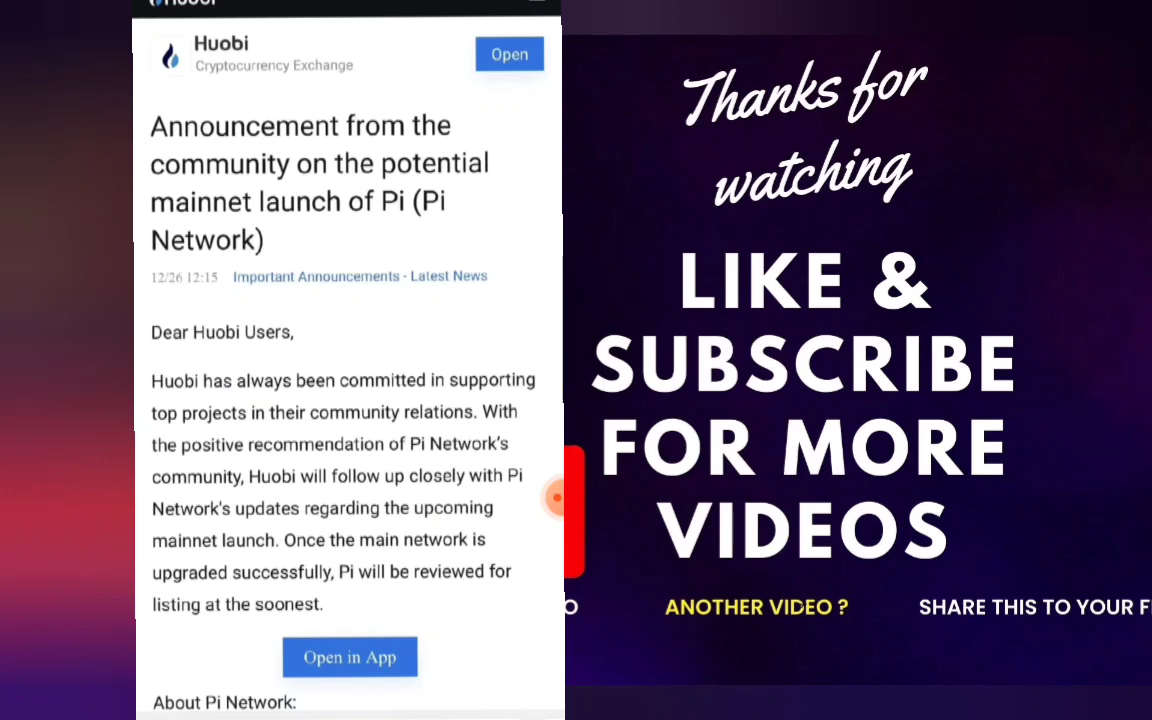 Huobi
Huobi
Cryptocurrency Exchange
Open
Announcement from the
community on the potential
mainnet launch of Pi (Pi
Network)
12/26 12:15 Important Announcements - Latest News
Dear Huobi Users,
Huobi has always been committed in supporting
top projects in their community relations. With
the positive recommendation of Pi Network's
community, Huobi will follow up closely with Pi
Network's updates regarding the upcoming
mainnet launch. Once the main network is
upgraded successfully, Pi will be reviewed for
listing at the soonest.
Open in App
About Pi Network:
Thanks for
watching
LIKE &
SUBSCRIBE
FOR MORE
VIDEOS
O ANOTHER VIDEO ? SHARE THIS TO YOUR F